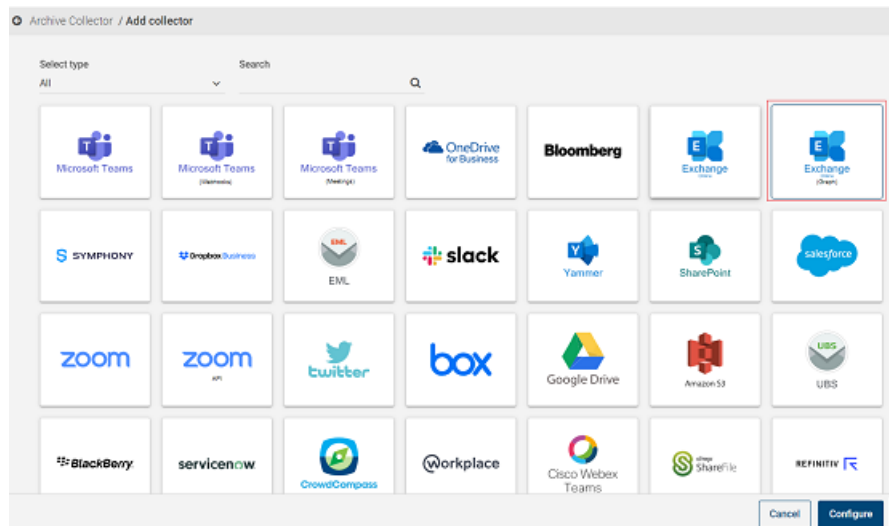 Archive Collector / Add collector
Select type
Search
All
Microsoft Teams
Microsoft Teams
(Webhooks)
Microsoft Teams
(Meetings)
OneDrive
for Business
Bloomberg
E
Exchange
Online
E
Exchange
Online
(Graph)
SYMPHONY
Dropbox Business
EML
EML
slack
Yammer
SharePoint
salesforce
zoom
zoom
API
twitter
box
Google Drive
Amazon S3
UBS
UBS
BlackBerry
servicenow
CrowdCompass
workplace
Cisco Webex
Teams
citrix
ShareFile
REFINITIV
Cancel
Configure